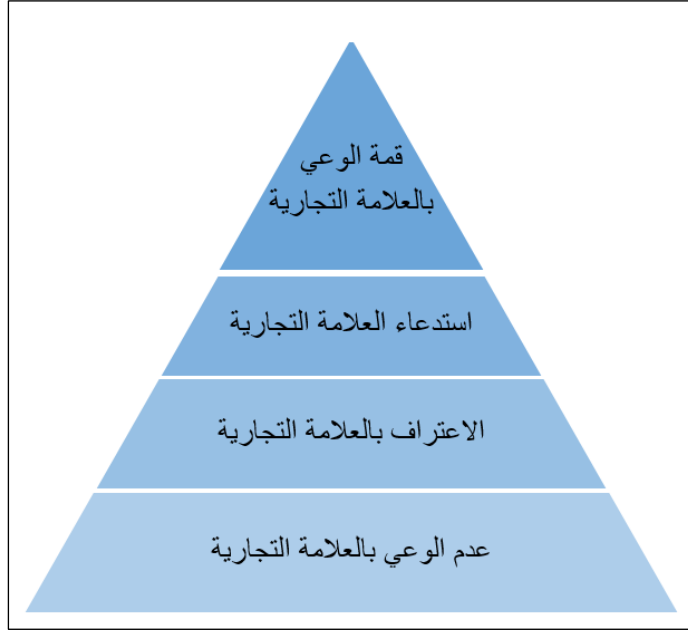 قمة الوعي
بالعلامة التجارية
استدعاء العلامة التجارية
الاعتراف بالعلامة التجارية
عدم الوعي بالعلامة التجارية